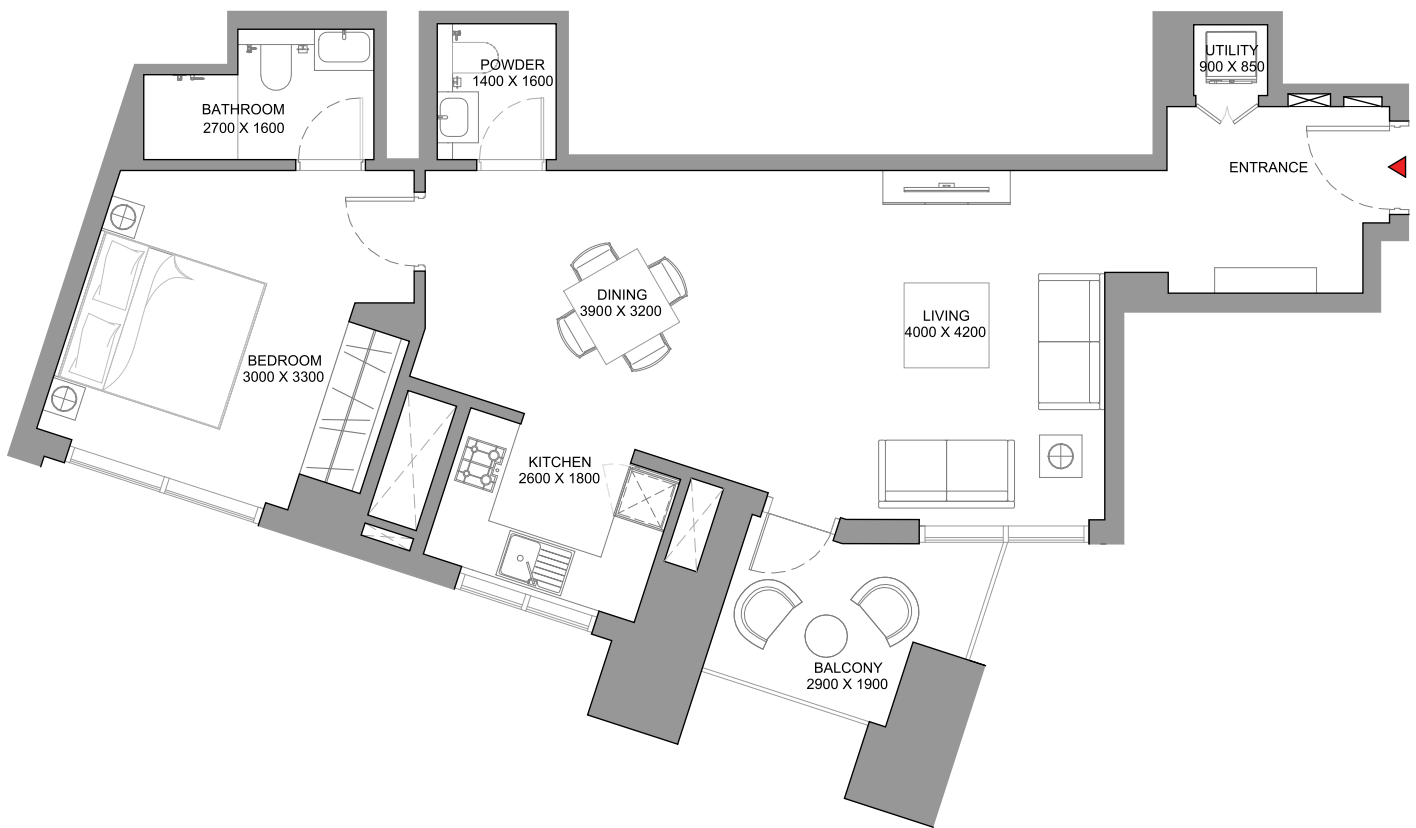 UTILITY
900 X 850
POWDER
1400 X 1600
BATHROOM
2700 X 1600
ENTRANCE
DINING
3900 X 3200
LIVING
4000 X 4200
BEDROOM
3000 X 3300
KITCHEN
2600 X 1800
BALCONY
2900 X 1900